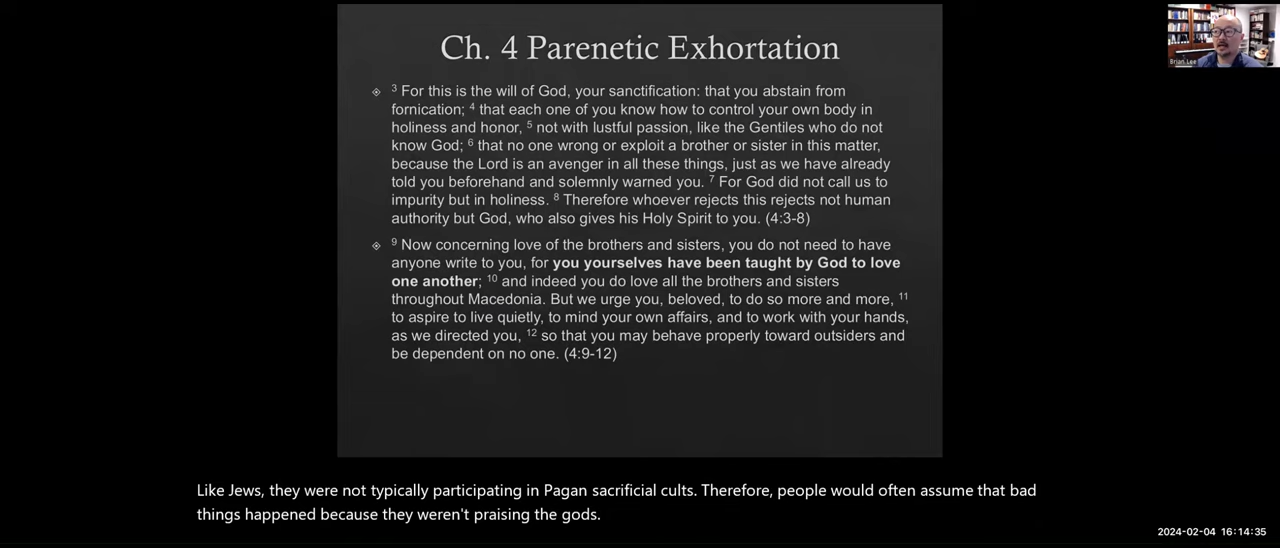 Ch. 4 Parenetic Exhortation
3 For this is the will of God, your sanctification: that you abstain from
fornication; 4 that each one of you know how to control your own body in
holiness and honor, 5 not with lustful passion, like the Gentiles who do not
know God; 6 that no one wrong or exploit a brother or sister in this matter,
because the Lord is an avenger in all these things, just as we have already
told you beforehand and solemnly warned you. 7 For God did not call us to
impurity but in holiness. 8 Therefore whoever rejects this rejects not human
authority but God, who also gives his Holy Spirit to you. (4:3-8)
9 Now concerning love of the brothers and sisters, you do not need to have
anyone write to you, for you yourselves have been taught by God to love
one another; 10 and indeed you do love all the brothers and sisters
throughout Macedonia. But we urge you, beloved, to do so more and more, 11
to aspire to live quietly, to mind your own affairs, and to work with your hands,
as we directed you, 12 so that you may behave properly toward outsiders and
be dependent on no one. (4:9-12)
Brian Lee
Like Jews, they were not typically participating in Pagan sacrificial cults. Therefore, people would often assume that bad
things happened because they weren't praising the gods.
2024-02-04 16:14:35